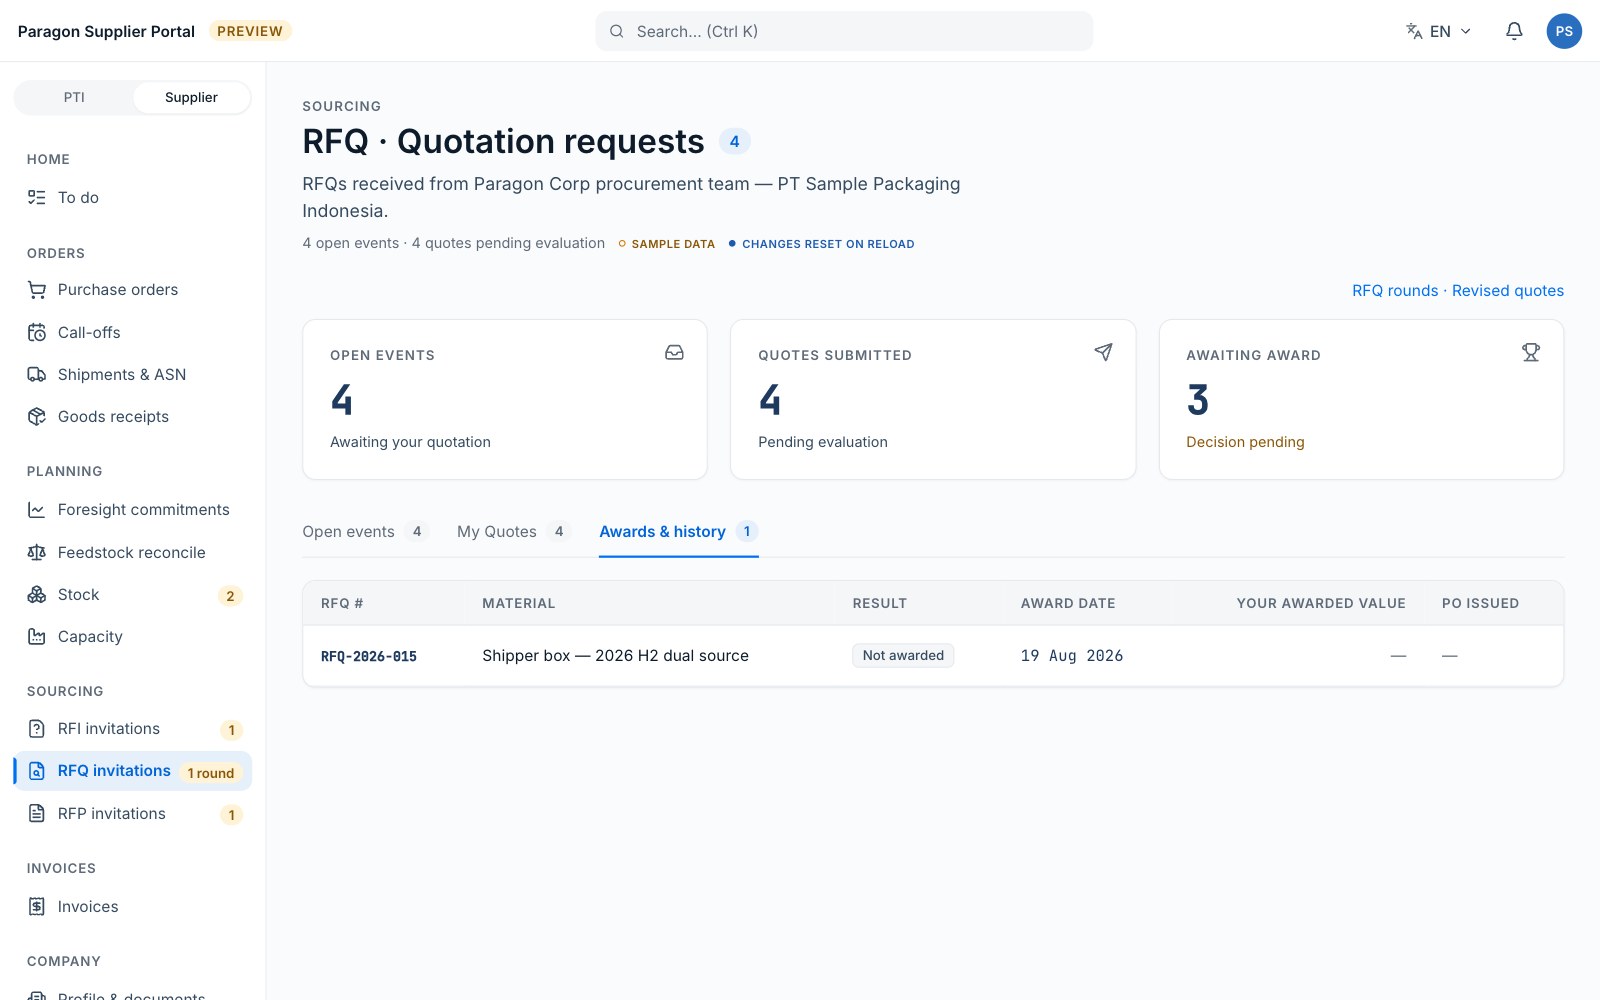 Paragon Supplier Portal
PREVIEW
Search... (Ctrl K)
EN
PS
PTI
Supplier
HOME
To do
ORDERS
Purchase orders
Call-offs
Shipments & ASN
Goods receipts
PLANNING
Foresight commitments
Feedstock reconcile
Stock 2
Capacity
SOURCING
RFI invitations 1
RFQ invitations 1 round
RFP invitations 1
INVOICES
Invoices
COMPANY
Profile & documents
SOURCING
RFQ · Quotation requests 4
RFQs received from Paragon Corp procurement team — PT Sample Packaging
Indonesia.
4 open events · 4 quotes pending evaluation SAMPLE DATA CHANGES RESET ON RELOAD
RFQ rounds · Revised quotes
OPEN EVENTS
4
Awaiting your quotation
QUOTES SUBMITTED
4
Pending evaluation
AWAITING AWARD
3
Decision pending
Open events 4 My Quotes 4 Awards & history 1
RFQ # MATERIAL RESULT AWARD DATE YOUR AWARDED VALUE PO ISSUED
RFQ-2026-015 Shipper box — 2026 H2 dual source Not awarded 19 Aug 2026 — —